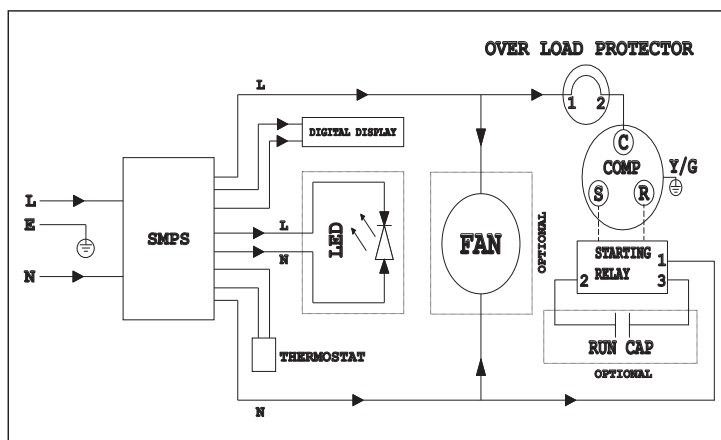 OVER LOAD PROTECTOR
L
1 2
DIGITAL DISPLAY
C
COMP
Y/G
S R
L
E
N
SMPS
L
N
LED
FAN
OPTIONAL
STARTING
RELAY
1
2
3
THERMOSTAT
RUN CAP
OPTIONAL
N